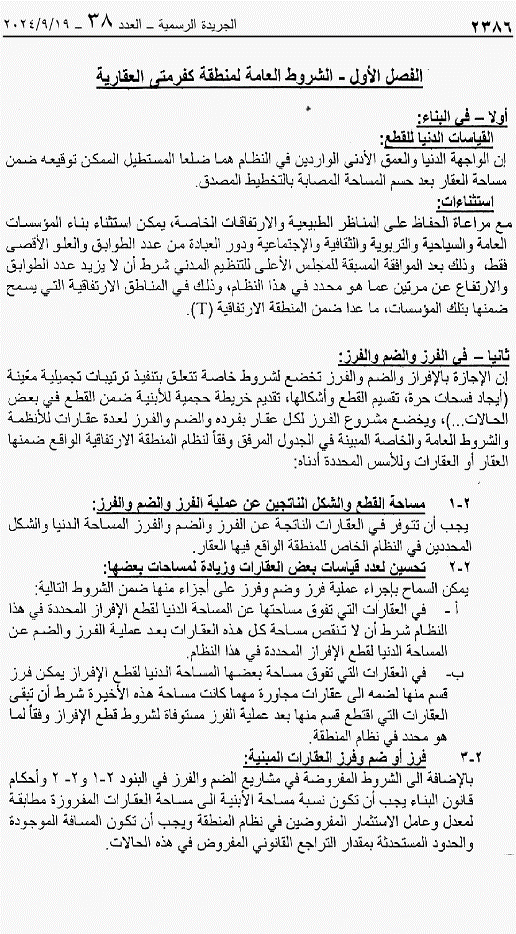 ٢٣٨٦ الجريدة الرسمية – العدد ٣٨ – ٢٠٢٤/٩/١٩
الفصل الأول - الشروط العامة لمنطقة كفرمتى العقارية
أولا – في البناء:
القياسات الدنيا للقطع:
إن الواجهة الدنيا والعمق الأدنى الواردين في النظام هما ضلعا المستطيل الممكن توقيعه ضمن
مساحة العقار بعد حسم المساحة المصابة بالتخطيط المصدق.
استثناءات:
مع مراعاة الحفاظ على المناظر الطبيعية والارتفاقات الخاصة، يمكن استثناء بناء المؤسسات
العامة والسياحية والتربوية والثقافية والإجتماعية ودور العبادة من عدد الطوابق والعلو الأقصى
فقط، وذلك بعد الموافقة المسبقة للمجلس الأعلى للتنظيم المدني شرط أن لا يزيد عدد الطوابق
والارتفاع عن مرتين عما هو محدد في هذا النظام، وذلك في المناطق الارتفاقية التي يسمح
ضمنها بتلك المؤسسات، ما عدا ضمن المنطقة الارتفاقية (T).
ثانيا – في الفرز والضم والفرز:
إن الإجازة بالإفراز والضم والفرز تخضع لشروط خاصة تتعلق بتنفيذ ترتيبات تجميلية معّينة
(أيجاد فسحات حرة، تقسيم القطع وأشكالها، تقديم خريطة حجمية للأبنية ضمن القطع في بعض
الحالات...)، ويخضع مشروع الفرز لكل عقار بفرده والضم والفرز لعدة عقارات للأنظمة
والشروط العامة والخاصة المبينة في الجدول المرفق وفقاً لنظام المنطقة الارتفاقية الواقع ضمنها
العقار أو العقارات وللأسس المحددة أدناه:
٢-١ مساحة القطع والشكل الناتجين عن عملية الفرز والضم والفرز:
يجب أن تتوفر في العقارات الناتجة عن الفرز والضم والفرز المساحة الدنيا والشكل
المحددين في النظام الخاص للمنطقة الواقع فيها العقار.
٢-٢ تحسين لعدد قياسات بعض العقارات وزيادة لمساحات بعضها:
يمكن السماح بإجراء عملية فرز وضم وفرز على أجزاء منها ضمن الشروط التالية:
أ - في العقارات التي تفوق مساحتها عن المساحة الدنيا لقطع الإفراز المحددة في هذا
النظام شرط أن لا تنقص مساحة كل هذه العقارات بعد عملية الفرز والضم عن
المساحة الدنيا لقطع الإفراز المحددة في هذا النظام.
ب- في العقارات التي تفوق مساحة بعضها المساحة الدنيا لقطع الإفراز يمكن فرز
قسم منها لضمه الى عقارات مجاورة مهما كانت مساحة هذه الأخيرة شرط أن تبقى
العقارات التي اقتطع قسم منها بعد عملية الفرز مستوفاة لشروط قطع الإفراز وفقاً لما
هو محدد في نظام المنطقة.
٢-٣ فرز أو ضم وفرز العقارات المبنية:
بالإضافة الى الشروط المفروضة في مشاريع الضم والفرز في البنود ٢-١ و٢- ٢ وأحكام
قانون البناء يجب أن تكون نسبة مساحة الأبنية الى مساحة العقارات المفروزة مطابقة
لمعدل وعامل الاستثمار المفروضين في نظام المنطقة ويجب أن تكون المسافة الموجودة
والحدود المستحدثة بمقدار التراجع القانوني المفروض في هذه الحالات.